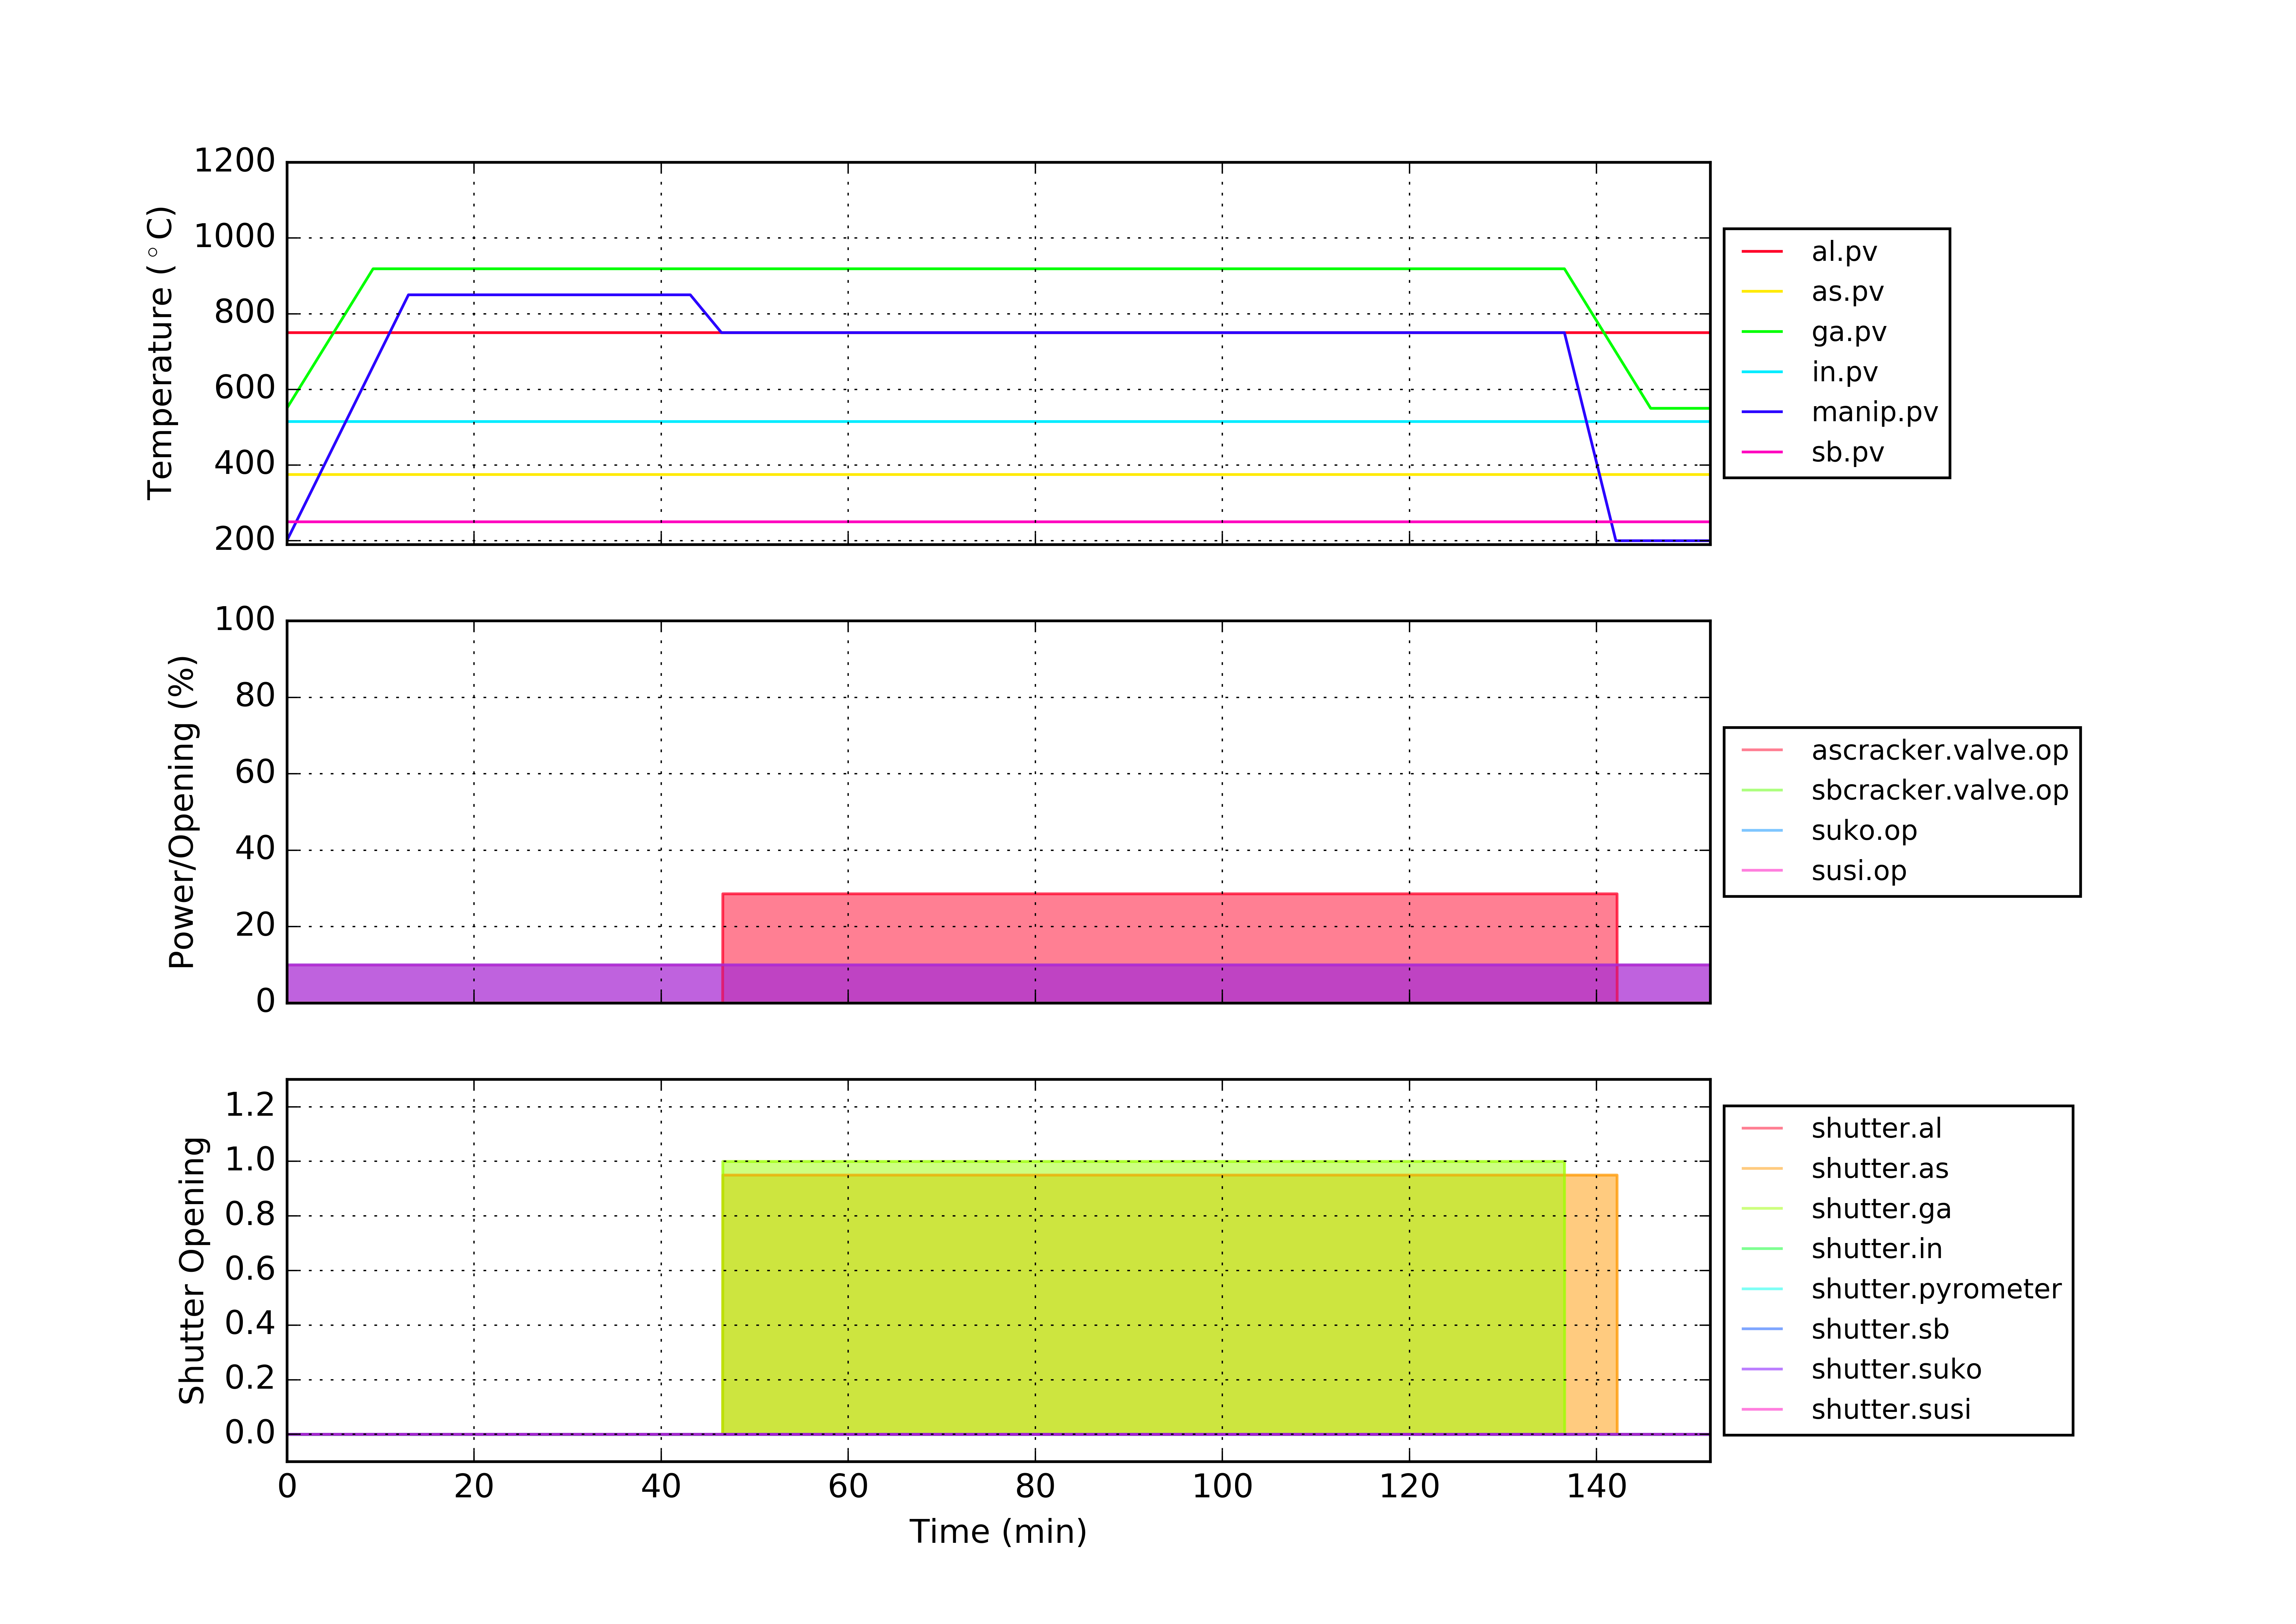 1200
1000
800
600
400
200
Temperature (°C)
al.pv
as.pv
ga.pv
in.pv
manip.pv
sb.pv
100
80
60
40
20
0
Power/Opening (%)
ascracker.valve.op
sbcracker.valve.op
suko.op
susi.op
1.2
1.0
0.8
0.6
0.4
0.2
0.0
Shutter Opening
shutter.al
shutter.as
shutter.ga
shutter.in
shutter.pyrometer
shutter.sb
shutter.suko
shutter.susi
0 20 40 60 80 100 120 140
Time (min)